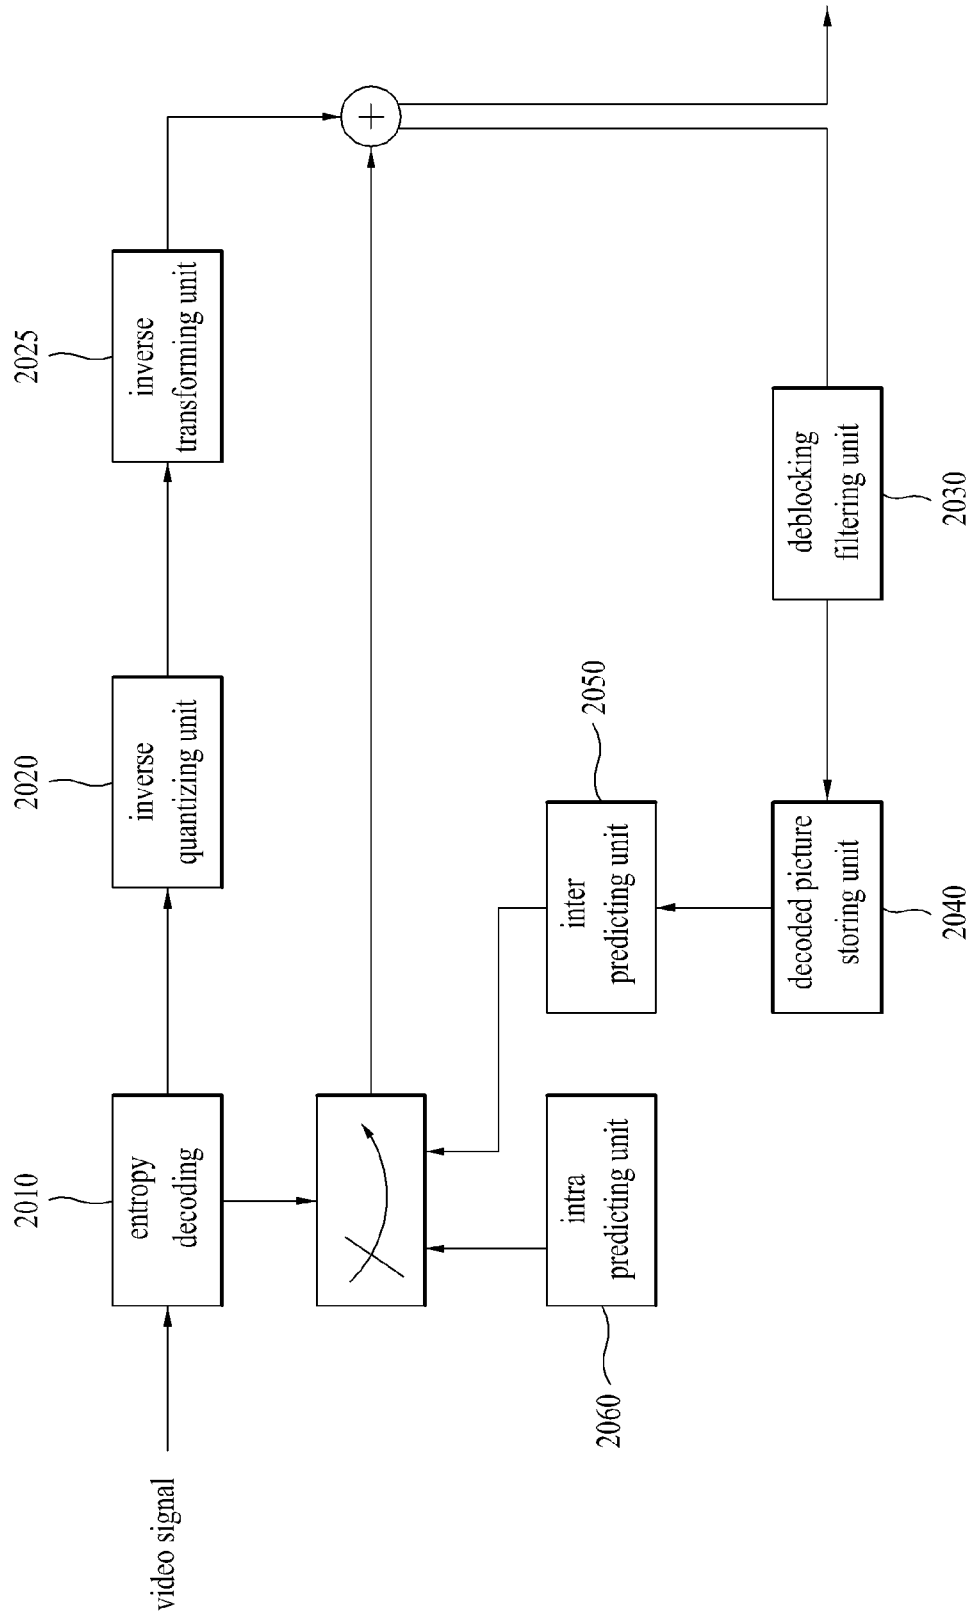 video signal
2010
entropy
decoding
2020
inverse
quantizing unit
2025
inverse
transforming unit
+
2060
intra
predicting unit
2050
inter
predicting unit
decoded picture
storing unit
2040
deblocking
filtering unit
2030